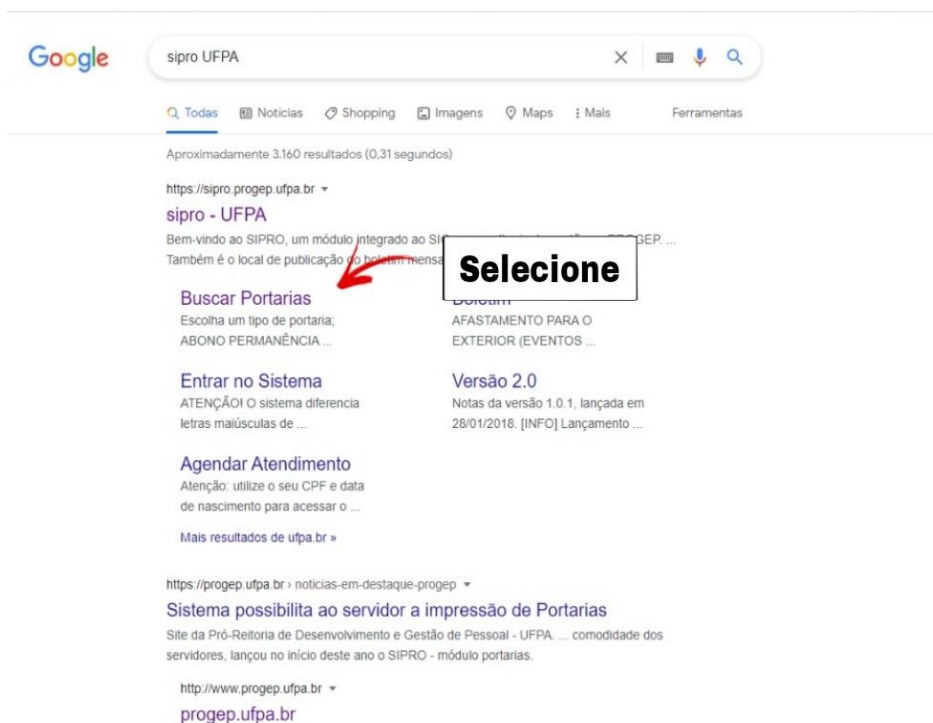 Google
sipro UFPA
Todas Notícias Shopping Imagens Maps Mais Ferramentas
Aproximadamente 3.160 resultados (0,31 segundos)
https://sipro.progep.ufpa.br
sipro - UFPA
Bem-vindo ao SIPRO, um módulo integrado ao
Também é o local de publicação do boletim
Selecione
Buscar Portarias
Escolha um tipo de portaria;
ABONO PERMANÊNCIA ...
Boletim
AFASTAMENTO PARA O
EXTERIOR (EVENTOS ...
Entrar no Sistema
ATENÇÃO! O sistema diferencia
letras maiúsculas de ...
Versão 2.0
Notas da versão 1.0.1, lançada em
28/01/2018. [INFO] Lançamento ...
Agendar Atendimento
Atenção: utilize o seu CPF e data
de nascimento para acessar o ...
Mais resultados de ufpa.br »
https://progep.ufpa.br › noticias-em-destaque-progep
Sistema possibilita ao servidor a impressão de Portarias
Site da Pró-Reitoria de Desenvolvimento e Gestão de Pessoal - UFPA. ... comodidade dos
servidores, lançou no início deste ano o SIPRO - módulo portarias.
http://www.progep.ufpa.br
progep.ufpa.br